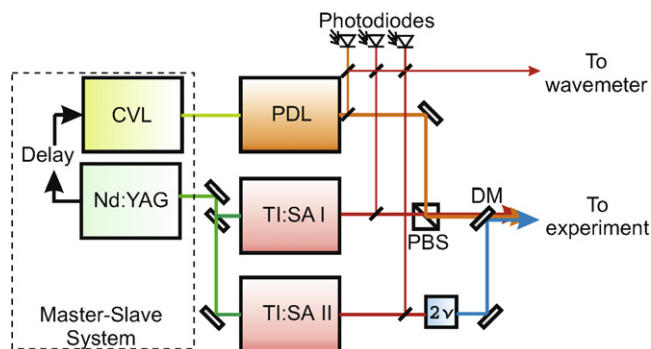 Photodiodes
To
wavemeter
CVL
PDL
Delay
Nd:YAG
TI:SA I
PBS
DM
To
experiment
TI:SA II
2ν
Master-Slave
System